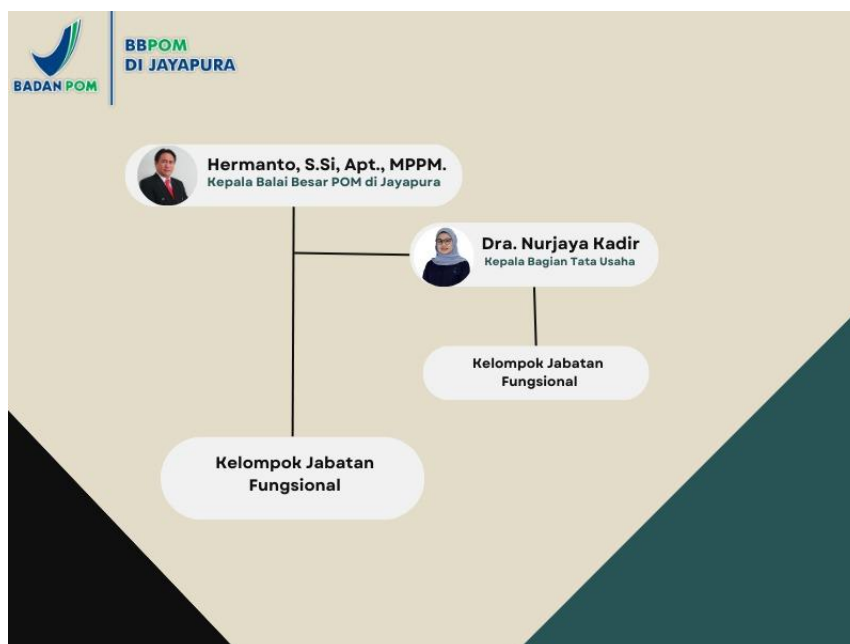 BADAN POM
BBPOM
DI JAYAPURA
Hermanto, S.Si, Apt., MPPM.
Kepala Balai Besar POM di Jayapura
Dra. Nurjaya Kadir
Kepala Bagian Tata Usaha
Kelompok Jabatan
Fungsional
Kelompok Jabatan
Fungsional